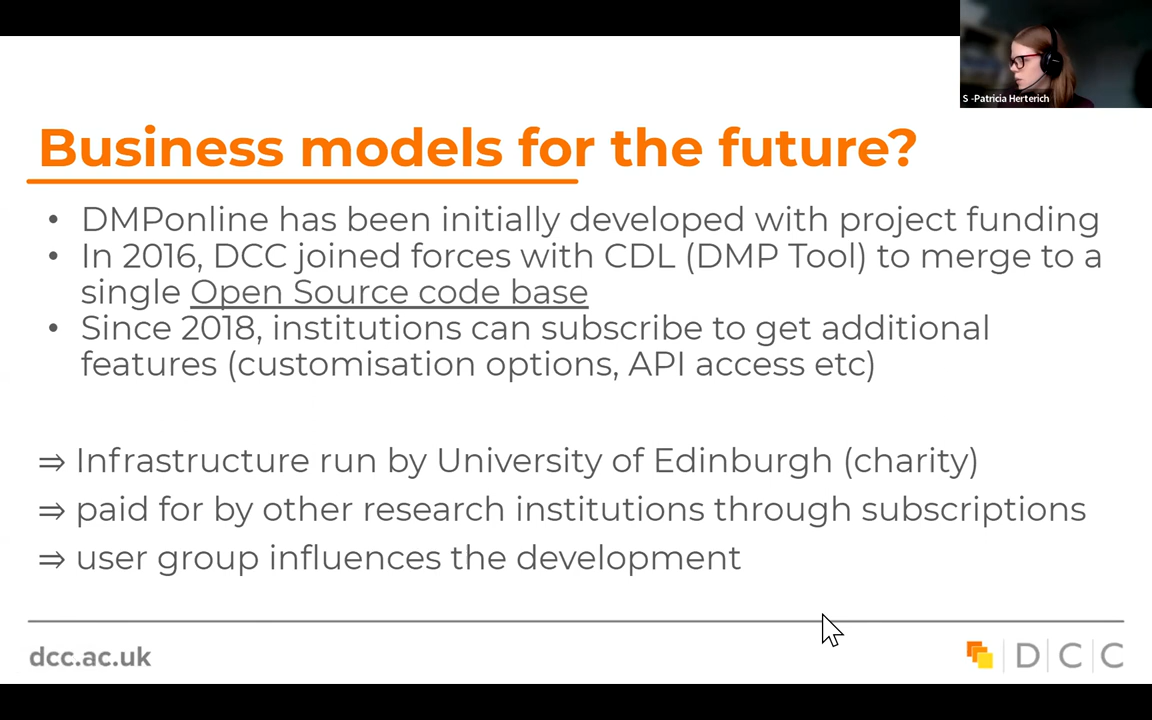 S -Patricia Herterich
Business models for the future?
• DMPonline has been initially developed with project funding
• In 2016, DCC joined forces with CDL (DMP Tool) to merge to a
single Open Source code base
• Since 2018, institutions can subscribe to get additional
features (customisation options, API access etc)
⇒ Infrastructure run by University of Edinburgh (charity)
⇒ paid for by other research institutions through subscriptions
⇒ user group influences the development
dcc.ac.uk
D|C|C